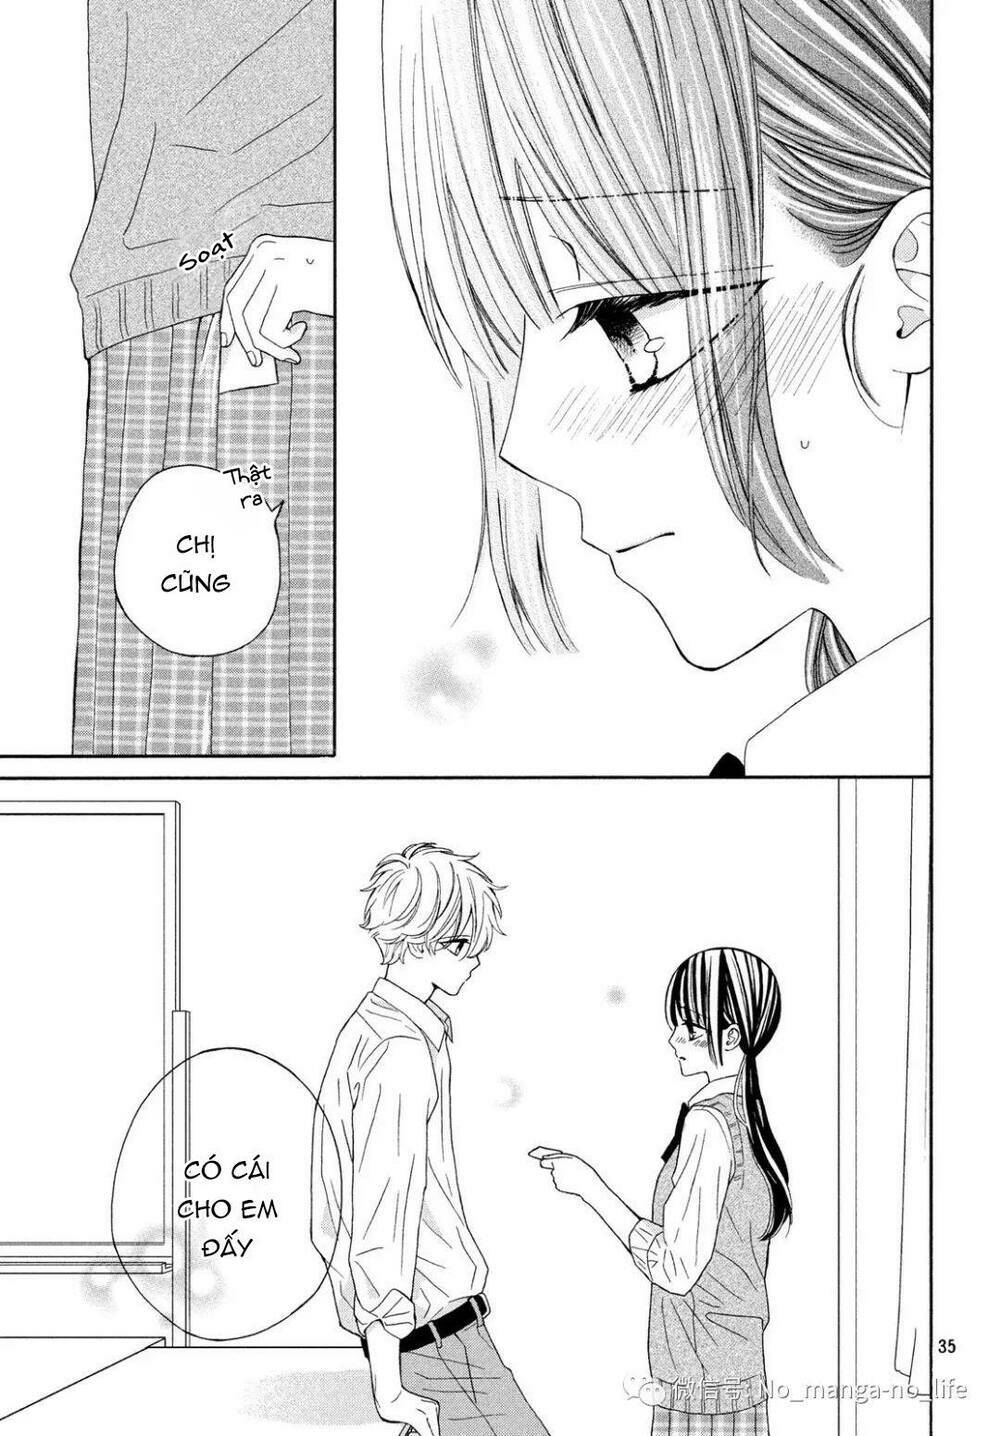 soạt
Thật
ra
CHỊ
CŨNG
CÓ CÁI
CHO EM
ĐẤY
35
微信号: No_manga-no_life